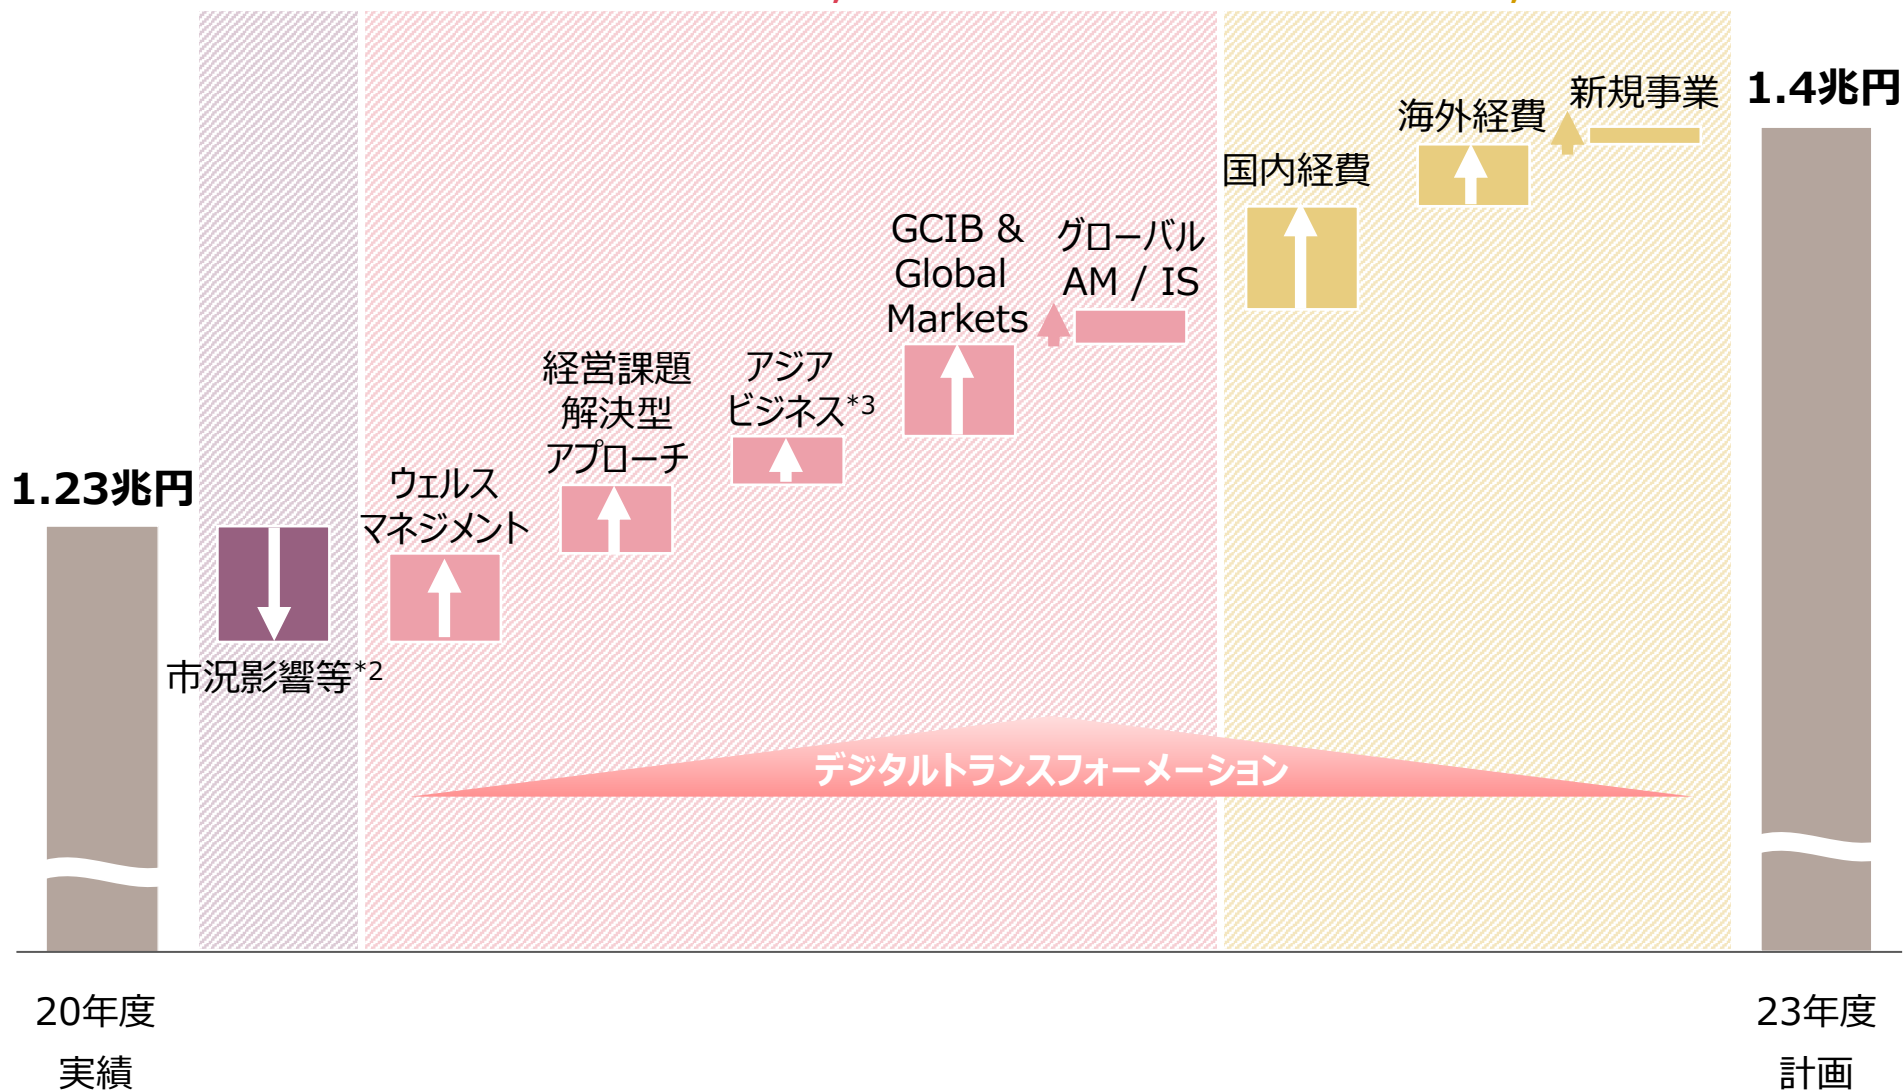 新規事業
1.4兆円
海外経費
国内経費
GCIB &
Global
Markets
グローバル
AM / IS
経営課題
解決型
アプローチ
アジア
ビジネス*3
ウェルス
マネジメント
1.23兆円
市況影響等*2
デジタルトランスフォーメーション
20年度
実績
23年度
計画